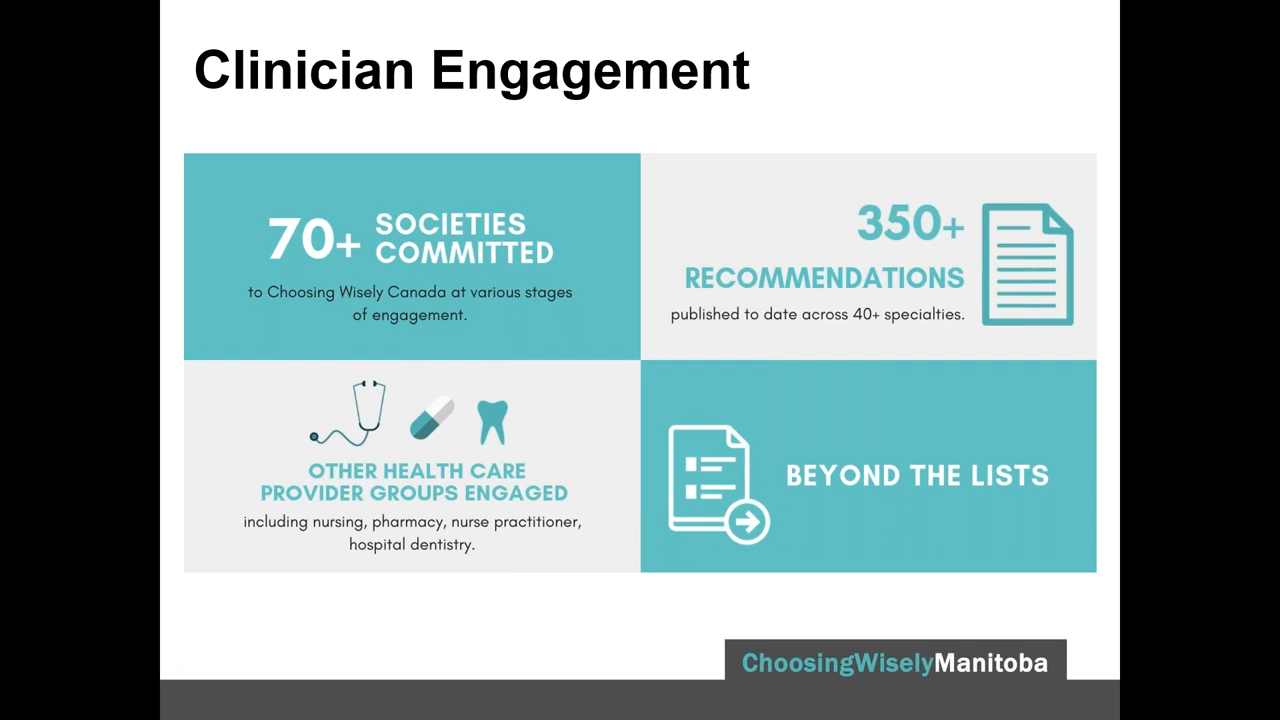 Clinician Engagement
70+ SOCIETIES
COMMITTED
to Choosing Wisely Canada at various stages
of engagement.
350+
RECOMMENDATIONS
published to date across 40+ specialties.
OTHER HEALTH CARE
PROVIDER GROUPS ENGAGED
including nursing, pharmacy, nurse practitioner,
hospital dentistry.
BEYOND THE LISTS
ChoosingWiselyManitoba